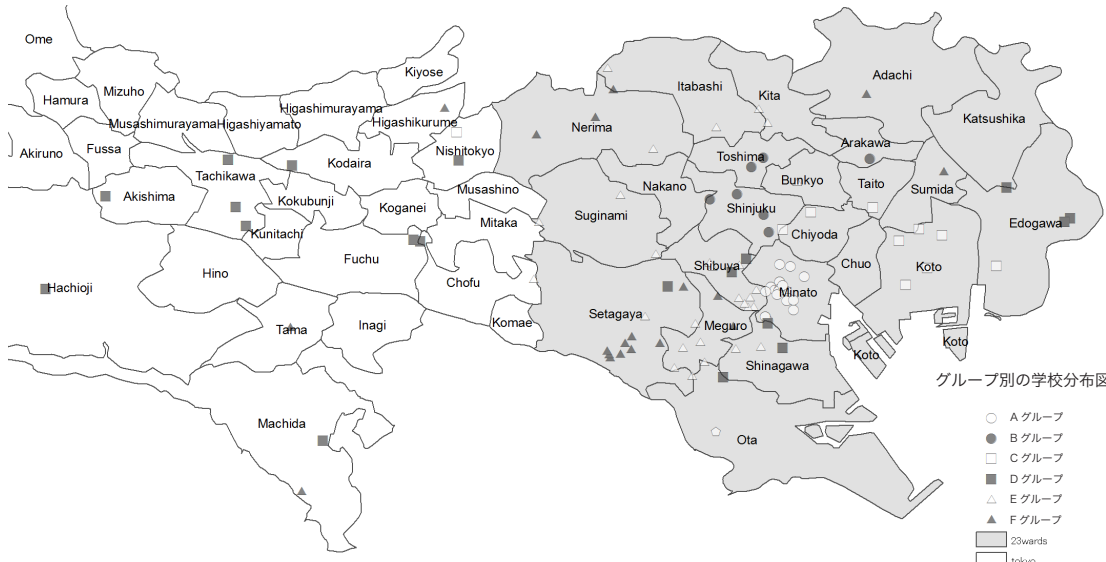 Ome
Kiyose
Adachi
Itabashi
Mizuho
Kita
Hamura
Higashimurayama
Katsushika
Musashimurayama
Higashiyamato
Higashikurume
Nerima
Arakawa
Akiruno
Fussa
Nishitokyo
Toshima
Kodaira
Tachikawa
Bunkyo
Taito
Sumida
Nakano
Musashino
Akishima
Kokubunji
Koganei
Suginami
Shinjuku
Mitaka
Edogawa
Kunitachi
Chiyoda
Fuchu
Shibuya
Chuo
Koto
Hino
Chofu
Hachioji
Minato
Setagaya
Komae
Tama
Inagi
Meguro
Koto
Koto
Shinagawa
グループ別の学校分布図
Machida
Ota
A グループ
B グループ
C グループ
D グループ
E グループ
F グループ
23wards
tokyo